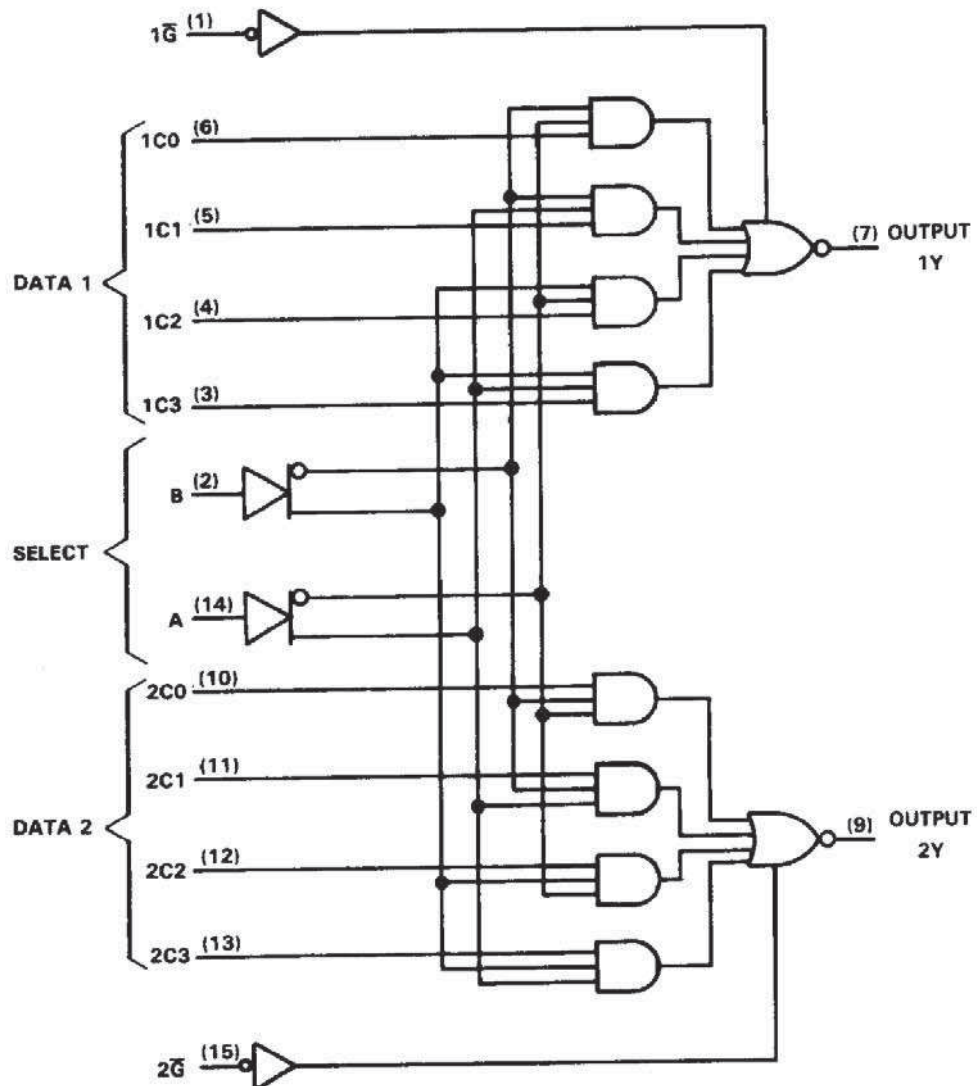 1G̅ (1)
1C0 (6)
1C1 (5)
DATA 1
(7) OUTPUT
1Y
1C2 (4)
1C3 (3)
B (2)
SELECT
A (14)
2C0 (10)
2C1 (11)
DATA 2
(9) OUTPUT
2Y
2C2 (12)
2C3 (13)
2G̅ (15)